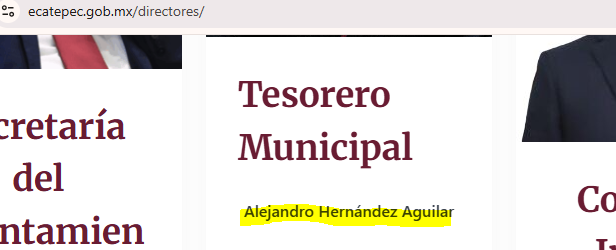 ecatepec.gob.mx/directores/
cretaría
del
ntamien
Tesorero
Municipal
Alejandro Hernández Aguilar
Co